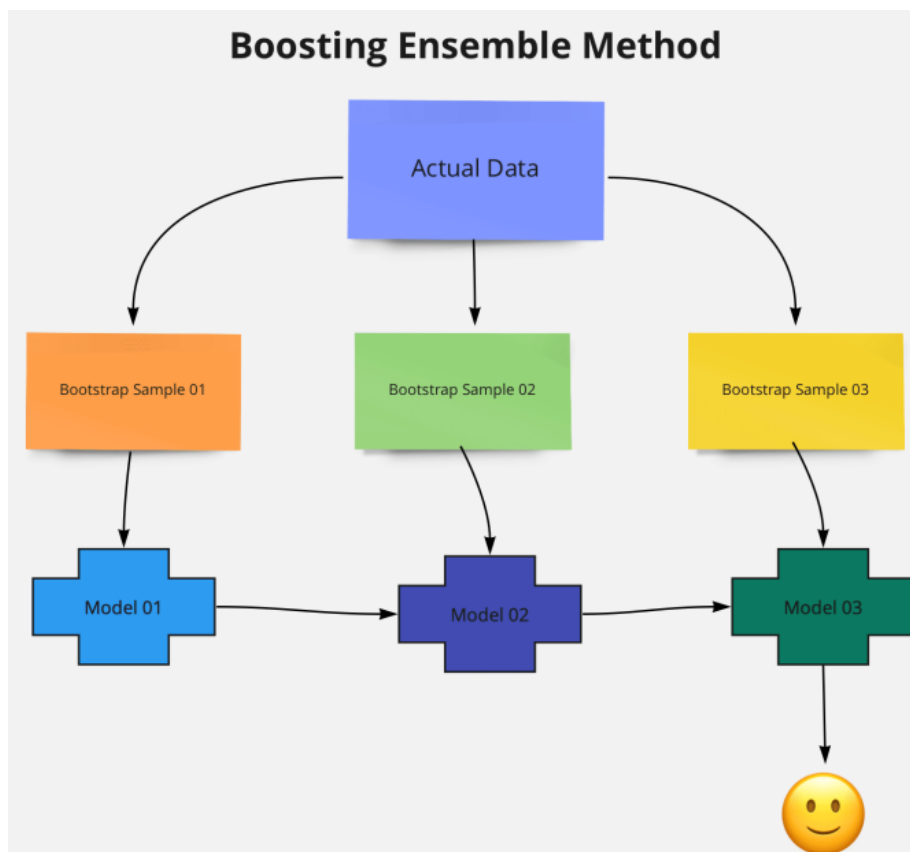 Boosting Ensemble Method
Actual Data
Bootstrap Sample 01
Bootstrap Sample 02
Bootstrap Sample 03
Model 01
Model 02
Model 03